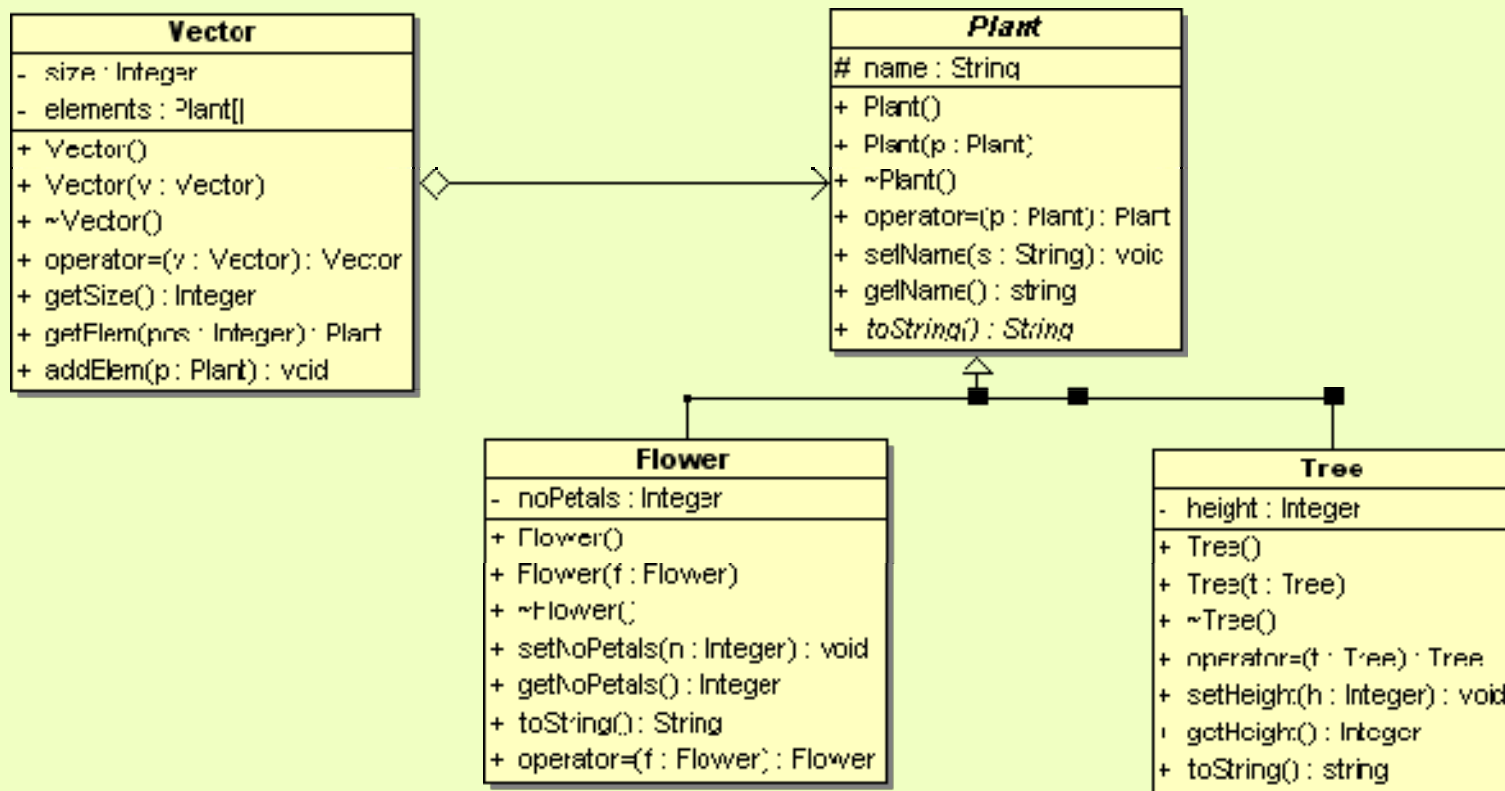 Vector
- size : Integer
- elements : Plant[]
+ Vector()
+ Vector(v : Vector)
+ ~Vector()
+ operator=(v : Vector) : Vector
+ getSize() : Integer
+ getElem(pos : Integer) : Plant
+ addElem(p : Plant) : void
Plant
# name : String
+ Plant()
+ Plant(p : Plant)
+ ~Plant()
+ operator=(p : Plant) : Plant
+ setName(s : String) : void
+ getName() : string
+ toString() : String
Flower
- noPetals : Integer
+ Flower()
+ Flower(f : Flower)
+ ~Flower()
+ setNoPetals(n : Integer) : void
+ getNoPetals() : Integer
+ toString() : String
+ operator=(f : Flower) : Flower
Tree
- height : Integer
+ Tree()
+ Tree(t : Tree)
+ ~Tree()
+ operator=(t : Tree) : Tree
+ setHeight(h : Integer) : void
+ getHeight() : Integer
+ toString() : string